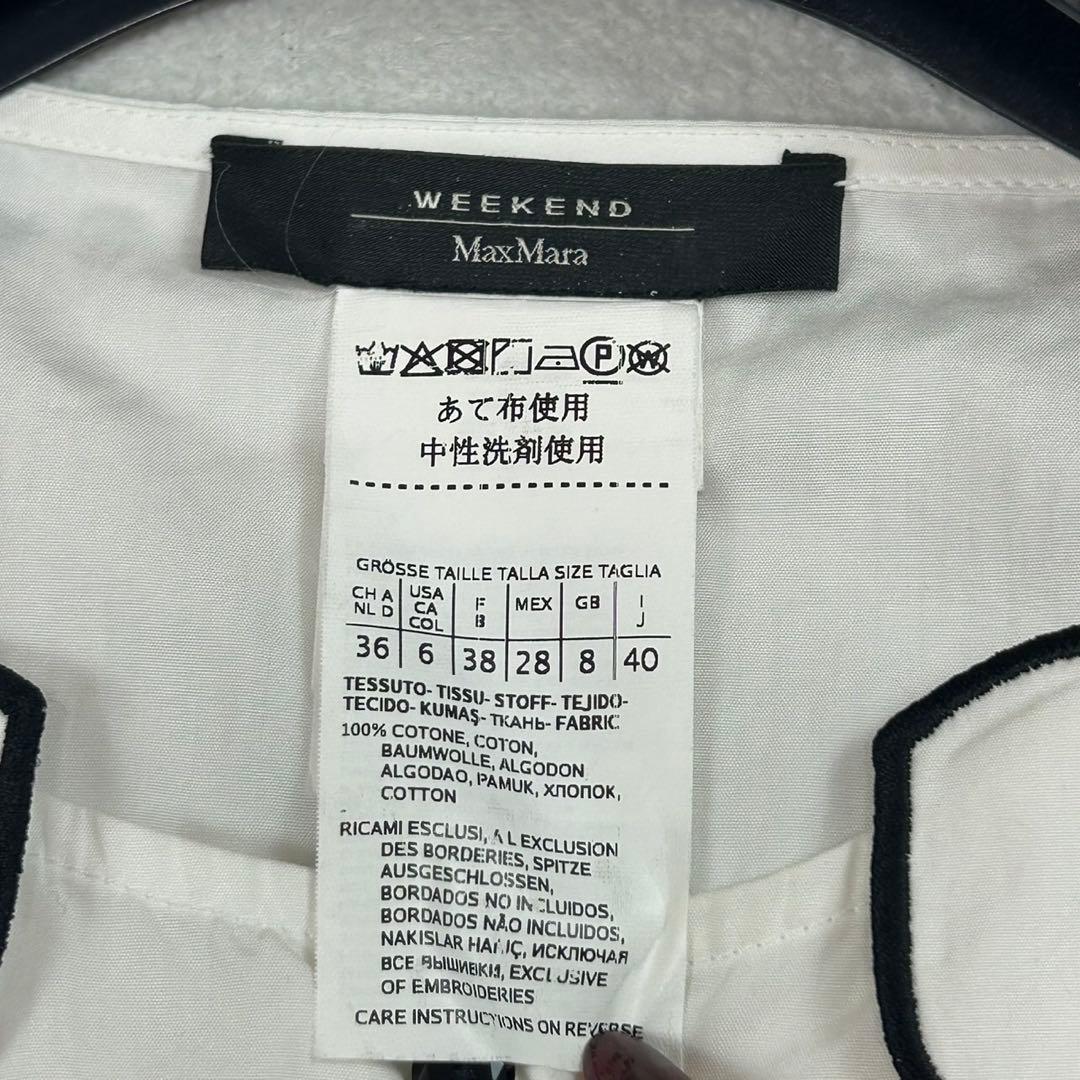 WEEKEND
MaxMara
P W
あて布使用
中性洗剤使用
GRÖSSE TAILLE TALLA SIZE TAGLIA
CH A NL D USA CA COL F B MEX GB I J
36 6 38 28 8 40
TESSUTO- TISSU- STOFF- TEJIDO-
TECIDO- KUMAŞ- ТКАНЬ- FABRIC
100% COTONE, COTON,
BAUMWOLLE, ALGODON
ALGODAO, PAMUK, ХЛОПОК,
COTTON
RICAMI ESCLUSI, A L EXCLUSION
DES BORDERIES, SPITZE
AUSGESCHLOSSEN,
BORDADOS NO INCLUIDOS,
BORDADOS NÃO INCLUIDOS,
NAKISLAR HARIÇ, ИСКЛЮЧАЯ
ВСЕ ВЫШИВКИ, EXCLUSIVE
OF EMBROIDERIES
CARE INSTRUCTIONS ON REVERSE